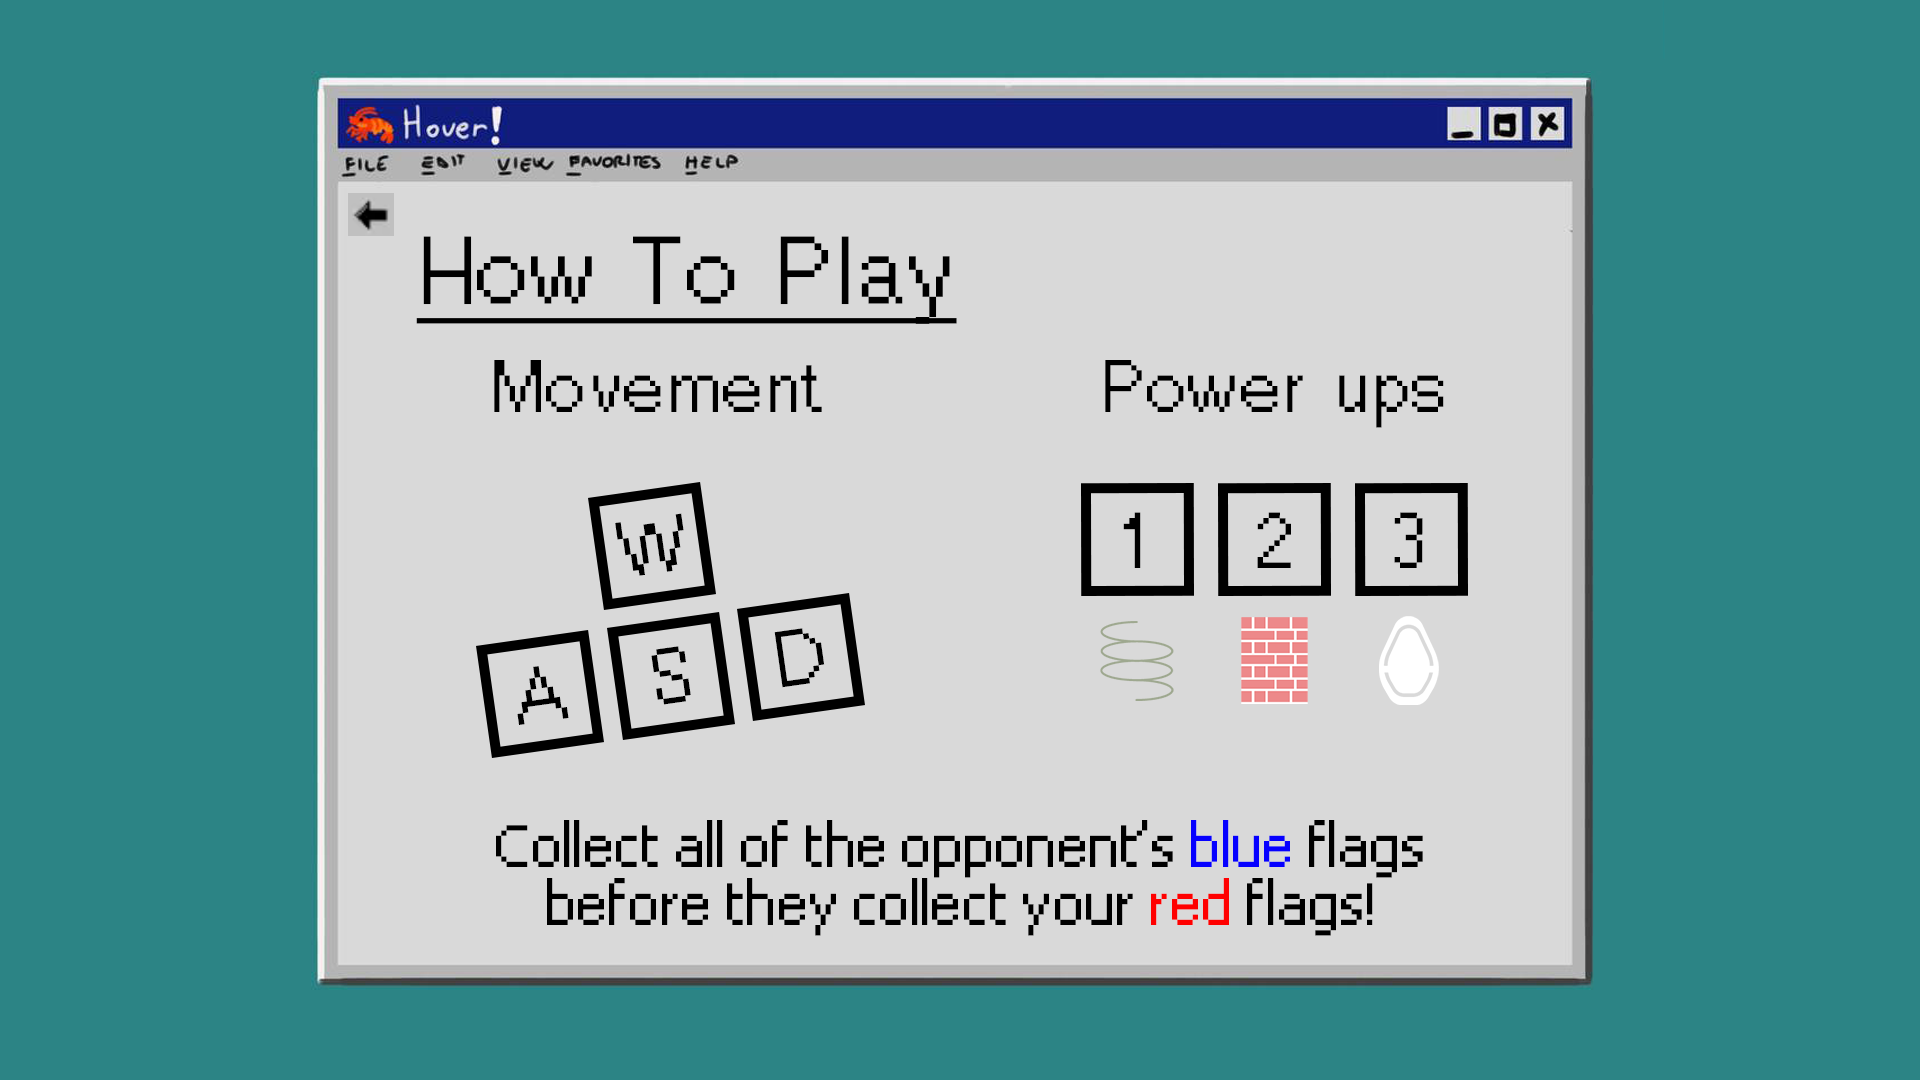 Hover!
FILE EDIT VIEW FAVORITES HELP
How To Play
Movement
Power ups
W
A S D
1 2 3
Collect all of the opponent's blue flags
before they collect your red flags!